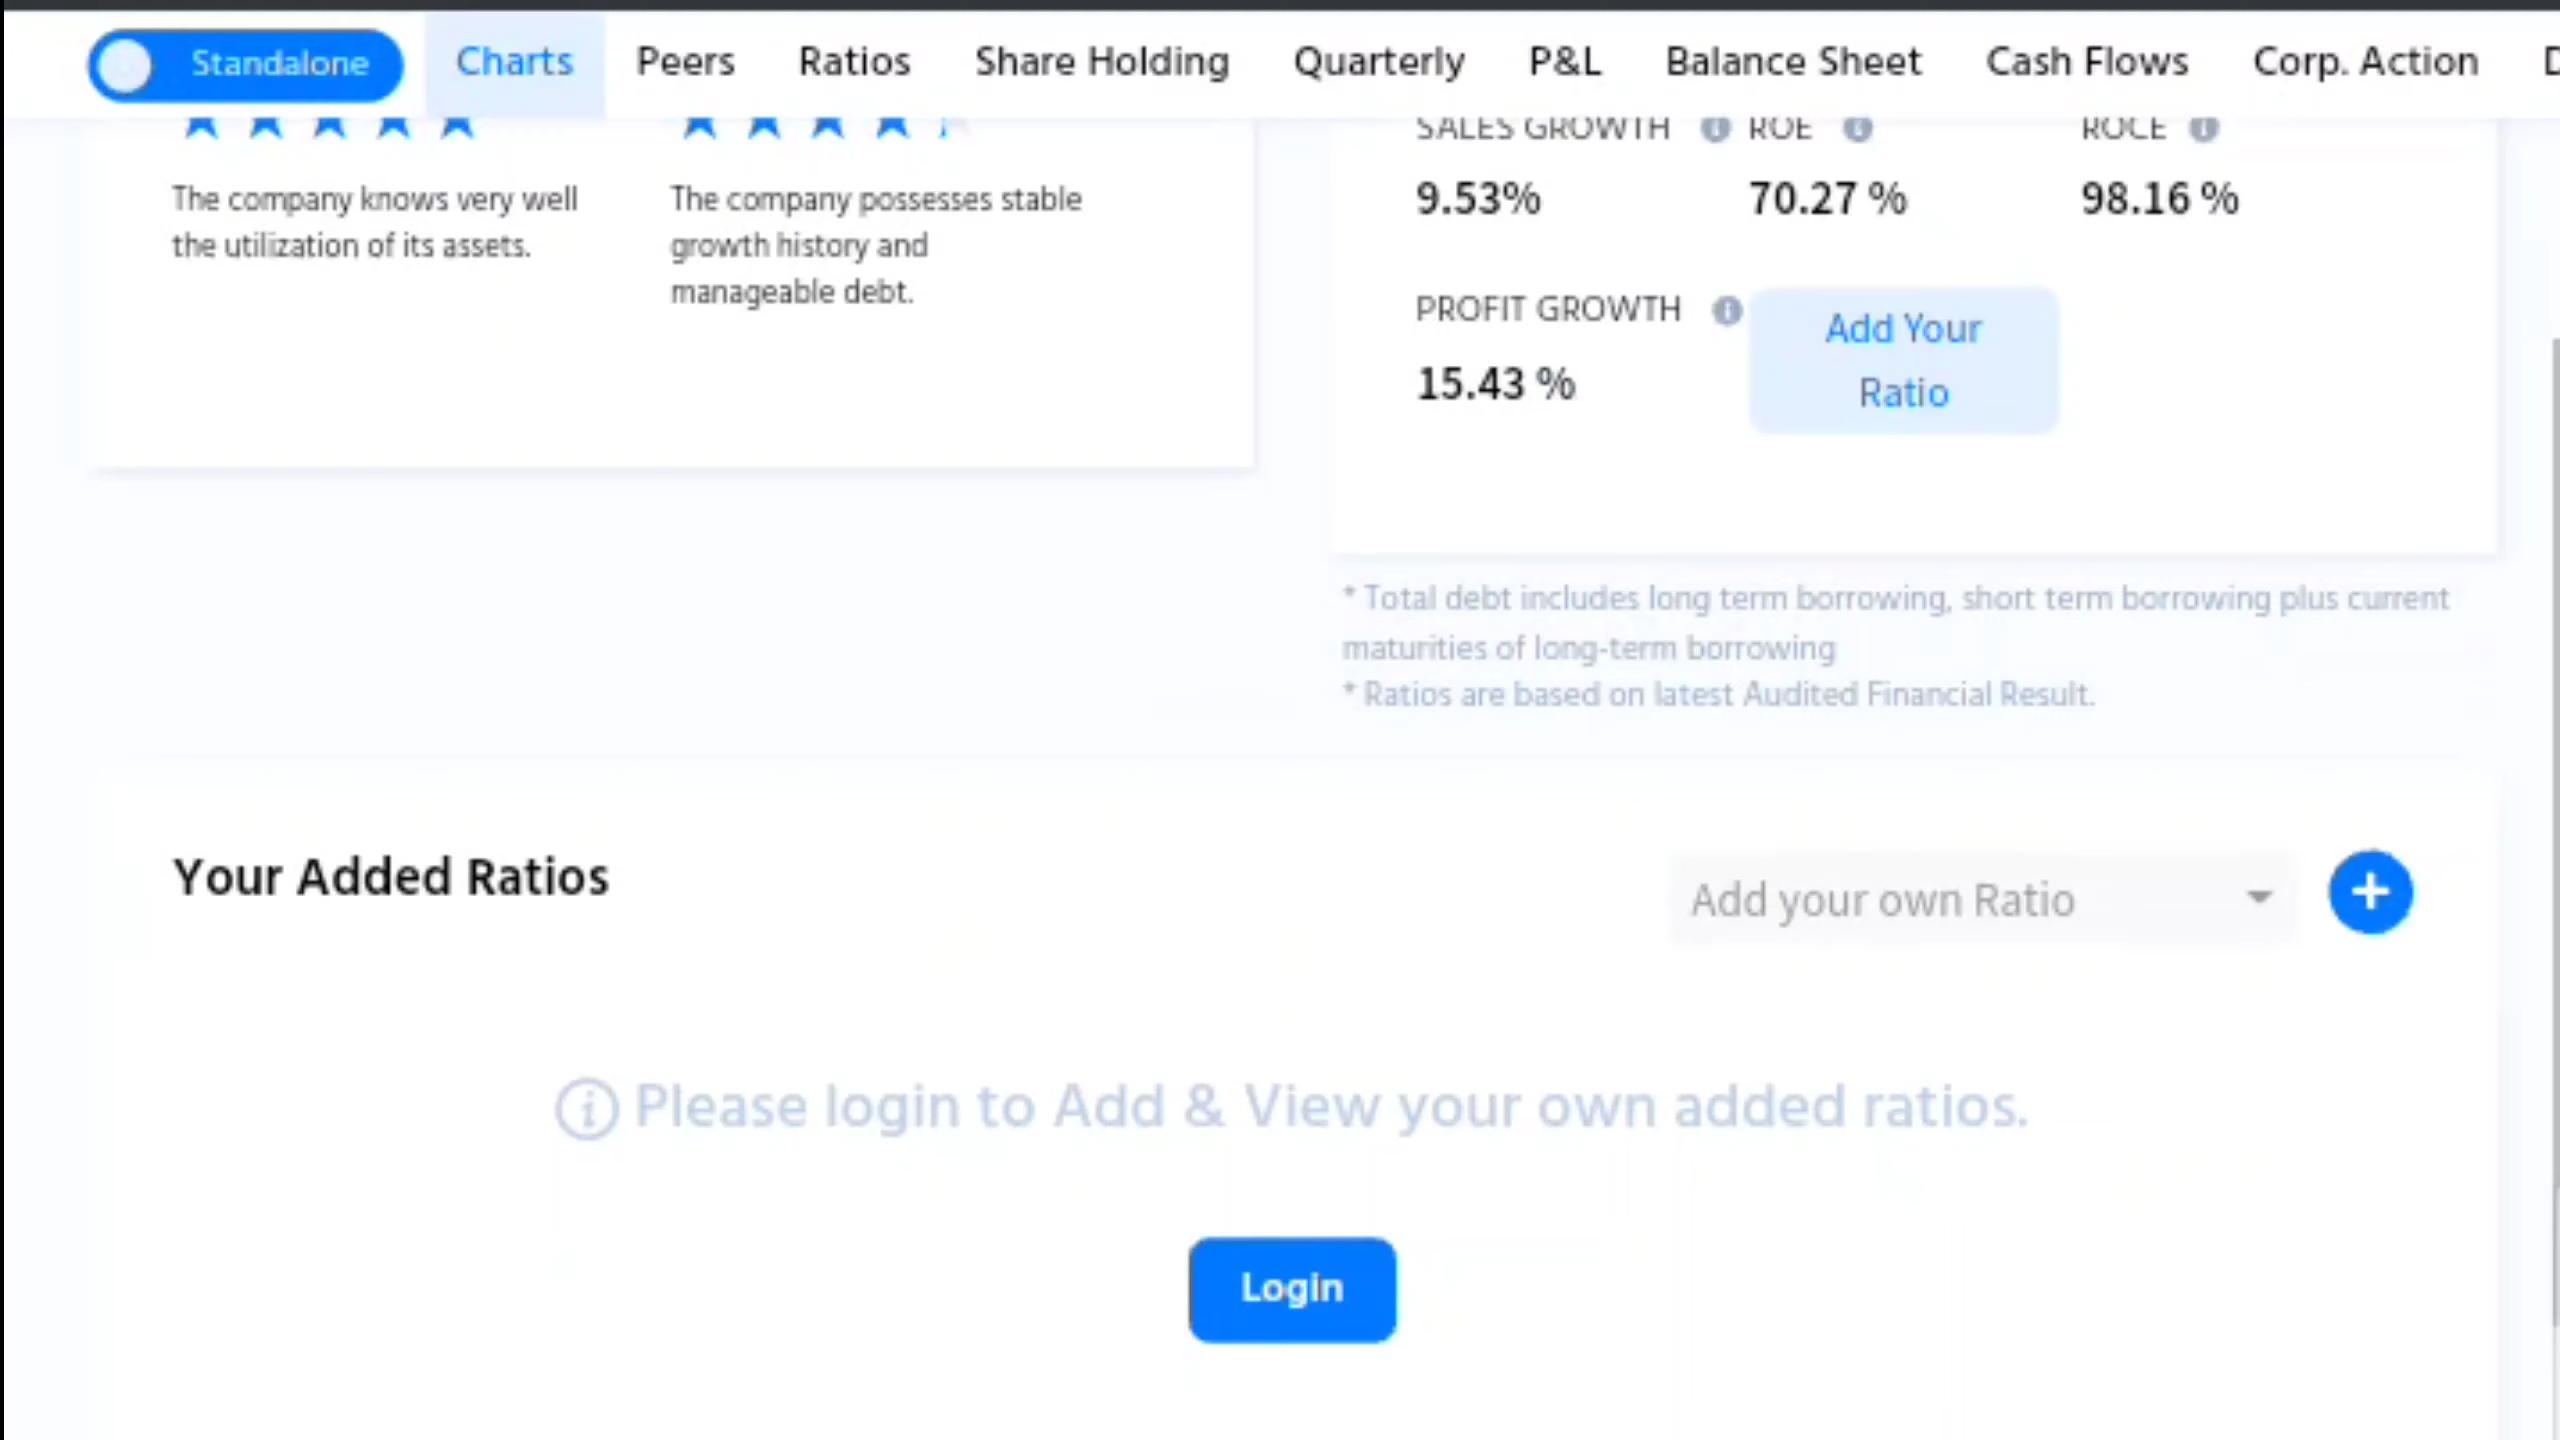 Standalone Charts Peers Ratios Share Holding Quarterly P&L Balance Sheet Cash Flows Corp. Action
The company knows very well
the utilization of its assets.
The company possesses stable
growth history and
manageable debt.
SALES GROWTH ROE ROCE
9.53% 70.27 % 98.16 %
PROFIT GROWTH
15.43 %
Add Your
Ratio
* Total debt includes long term borrowing, short term borrowing plus current
maturities of long-term borrowing
* Ratios are based on latest Audited Financial Result.
Your Added Ratios
Add your own Ratio
Please login to Add & View your own added ratios.
Login